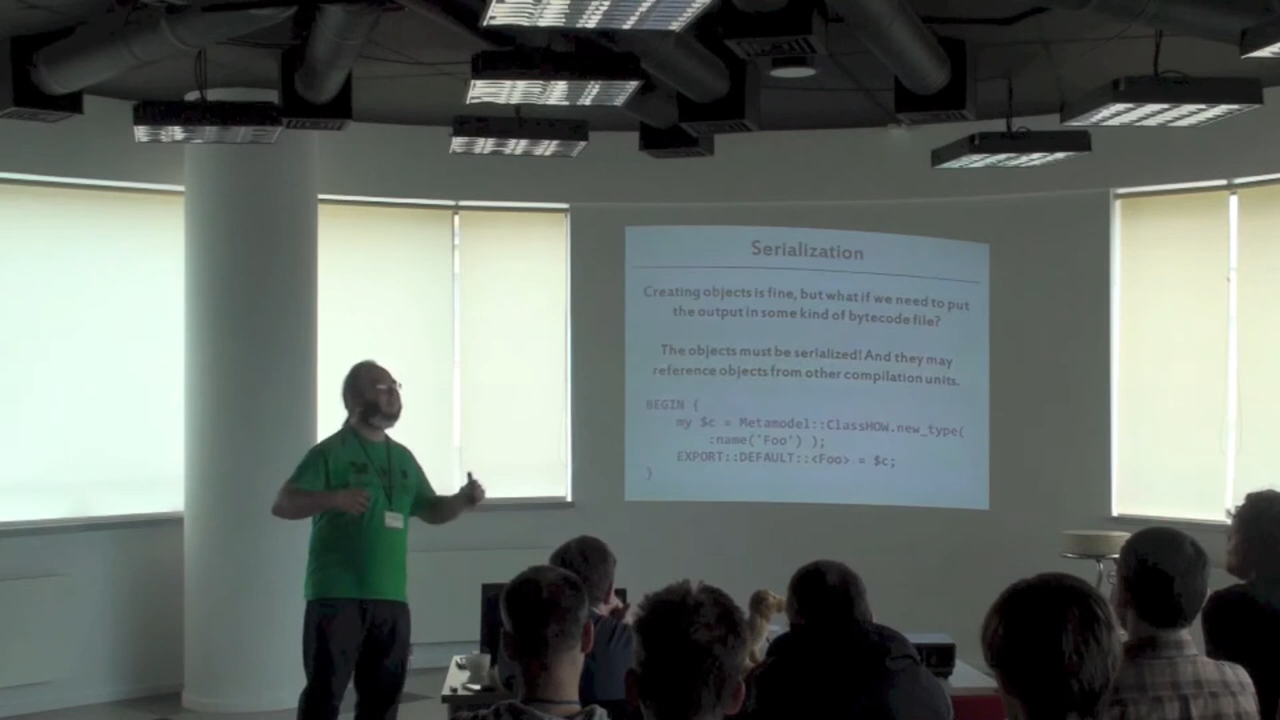 Serialization
Creating objects is fine, but what if we need to put
the output in some kind of bytecode file?
The objects must be serialized! And they may
reference objects from other compilation units.
BEGIN {
    my $c = Metamodel::ClassHOW.new_type(
        :name('Foo') );
    EXPORT::DEFAULT::<Foo> = $c;
}